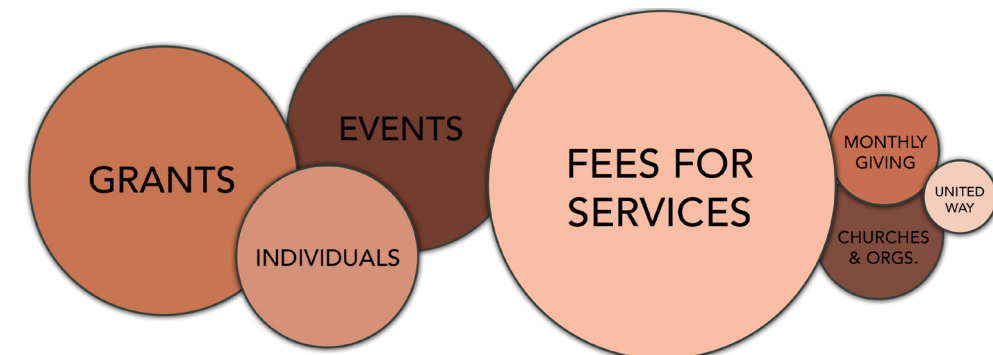 GRANTS
EVENTS
INDIVIDUALS
FEES FOR
SERVICES
MONTHLY
GIVING
UNITED
WAY
CHURCHES
& ORGS.